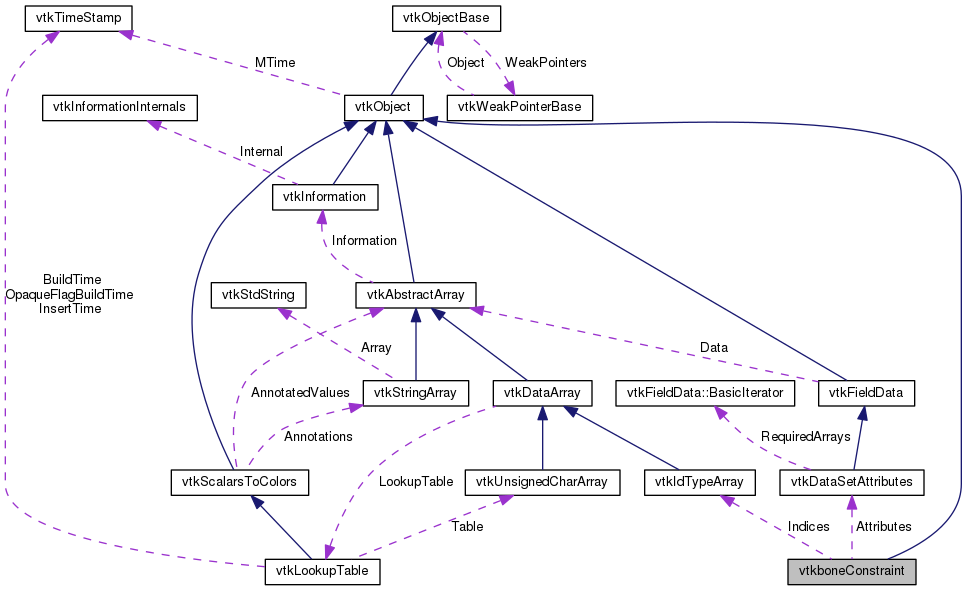 vtkTimeStamp
vtkObjectBase
MTime
Object
WeakPointers
vtkInformationInternals
vtkObject
vtkWeakPointerBase
Internal
vtkInformation
Information
BuildTime
OpaqueFlagBuildTime
InsertTime
vtkStdString
vtkAbstractArray
Array
Data
AnnotatedValues
vtkStringArray
vtkDataArray
vtkFieldData::BasicIterator
vtkFieldData
Annotations
RequiredArrays
vtkScalarsToColors
LookupTable
vtkUnsignedCharArray
vtkIdTypeArray
vtkDataSetAttributes
Table
Indices
Attributes
vtkLookupTable
vtkboneConstraint